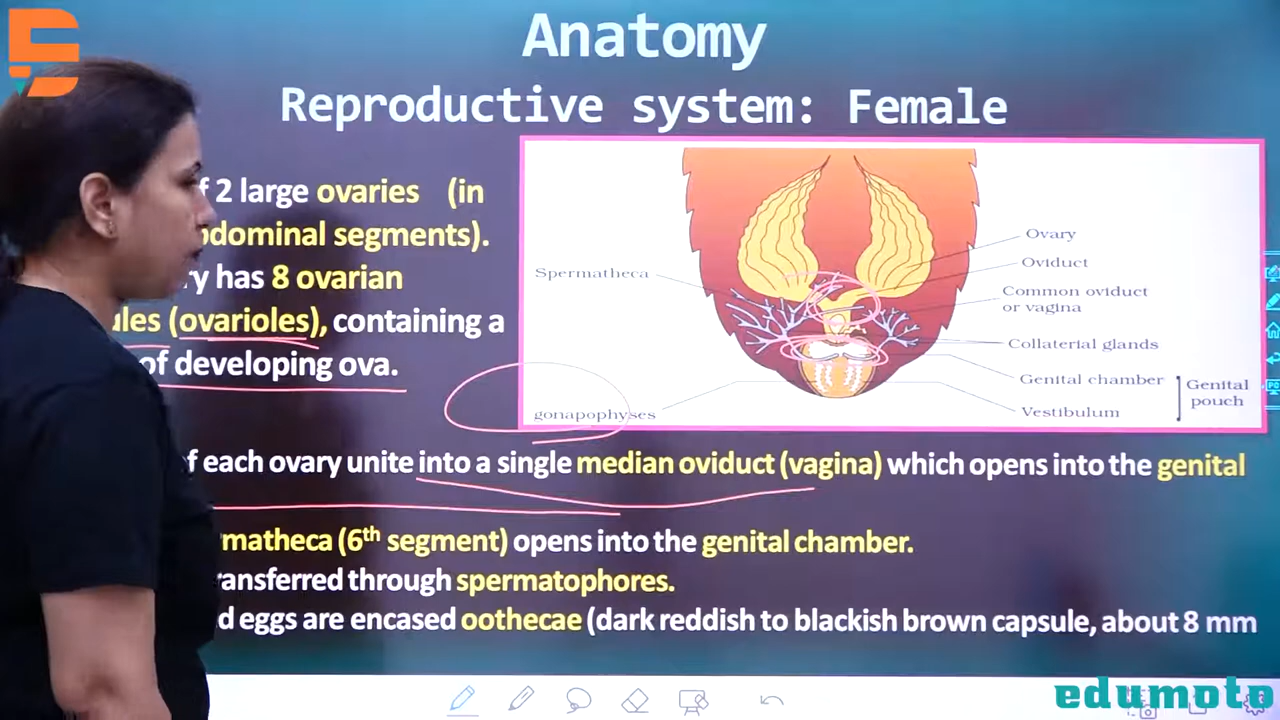 Anatomy
Reproductive system: Female
2 large ovaries (in
abdominal segments).
has 8 ovarian
(ovarioles), containing a
of developing ova.
Ovary
Oviduct
Spermatheca
Common oviduct
or vagina
Collaterial glands
Genital chamber
Genital
pouch
Vestibulum
gonapophyses
of each ovary unite into a single median oviduct (vagina) which opens into the genital
matheca (6th segment) opens into the genital chamber.
transferred through spermatophores.
eggs are encased oothecae (dark reddish to blackish brown capsule, about 8 mm
edumoto